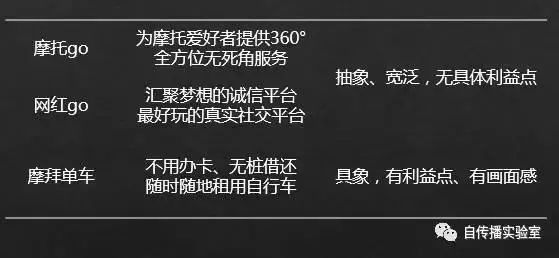 摩托go
为摩托爱好者提供360°
全方位无死角服务
网红go
汇聚梦想的诚信平台
最好玩的真实社交平台
抽象、宽泛，无具体利益点
摩拜单车
不用办卡、无桩借还
随时随地租用自行车
具象，有利益点、有画面感
自传播实验室